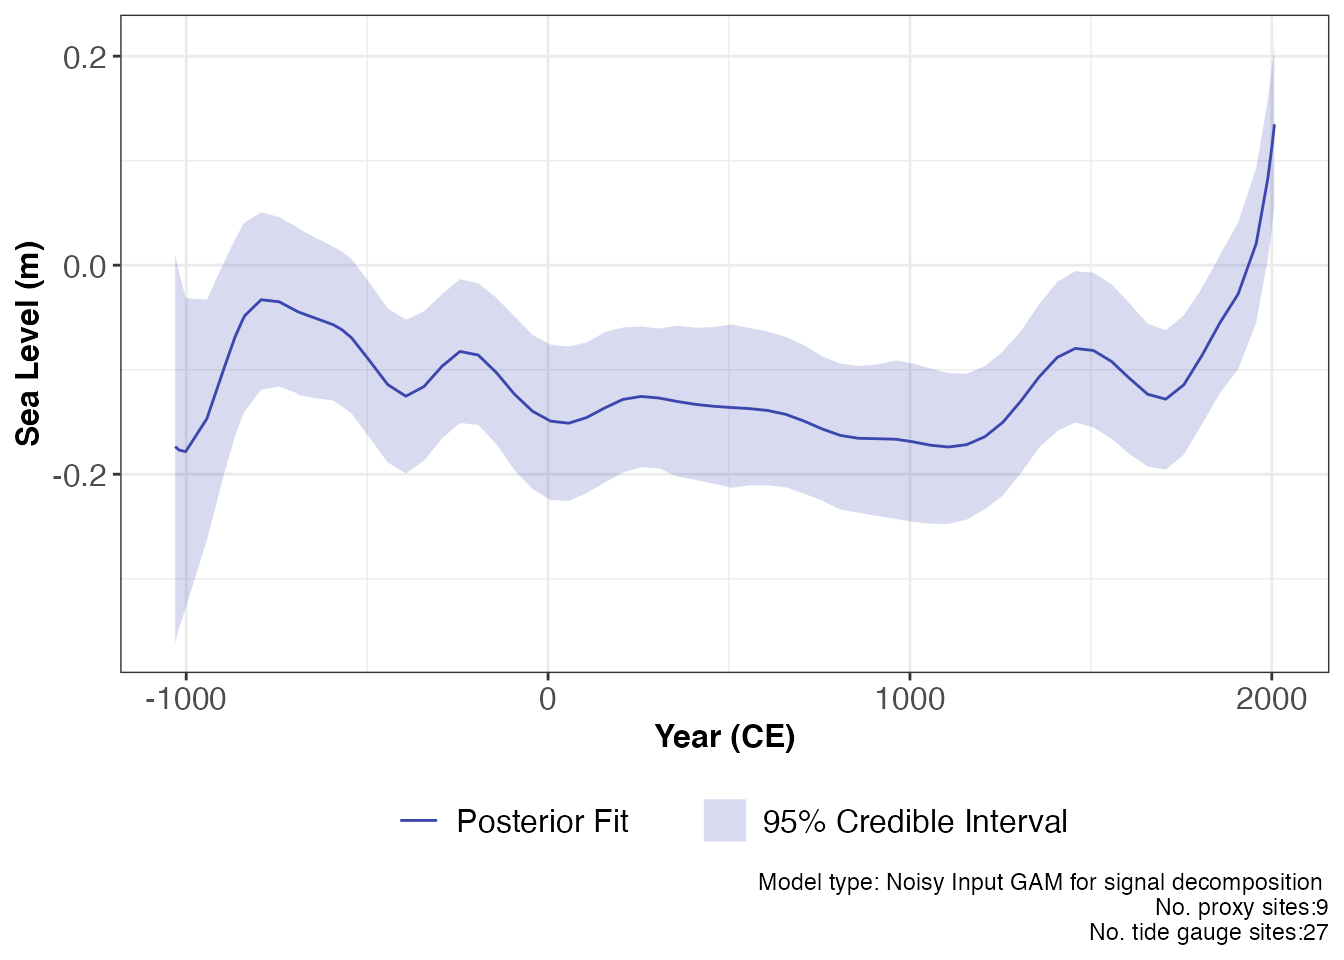 0.2
0.0
-0.2
Sea Level (m)
-1000 0 1000 2000
Year (CE)
Posterior Fit 95% Credible Interval
Model type: Noisy Input GAM for signal decomposition
No. proxy sites:9
No. tide gauge sites:27